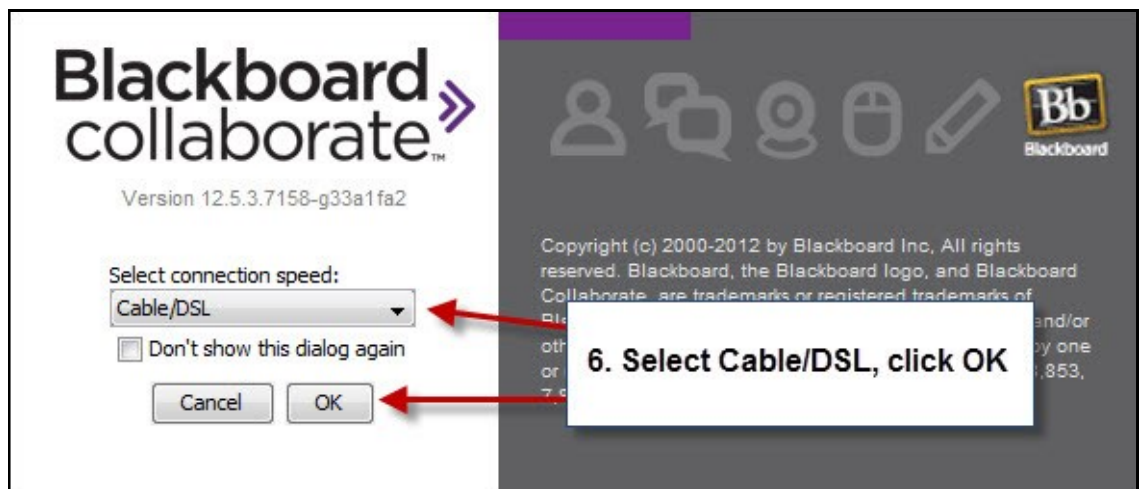 Blackboard
collaborate™
Version 12.5.3.7158-g33a1fa2
Select connection speed:
Cable/DSL
Don't show this dialog again
Cancel
OK
Bb
Blackboard
Copyright (c) 2000-2012 by Blackboard Inc, All rights
reserved. Blackboard, the Blackboard logo, and Blackboard
Collaborate are trademarks or registered trademarks of
and/or
by one
or
,853,
6. Select Cable/DSL, click OK